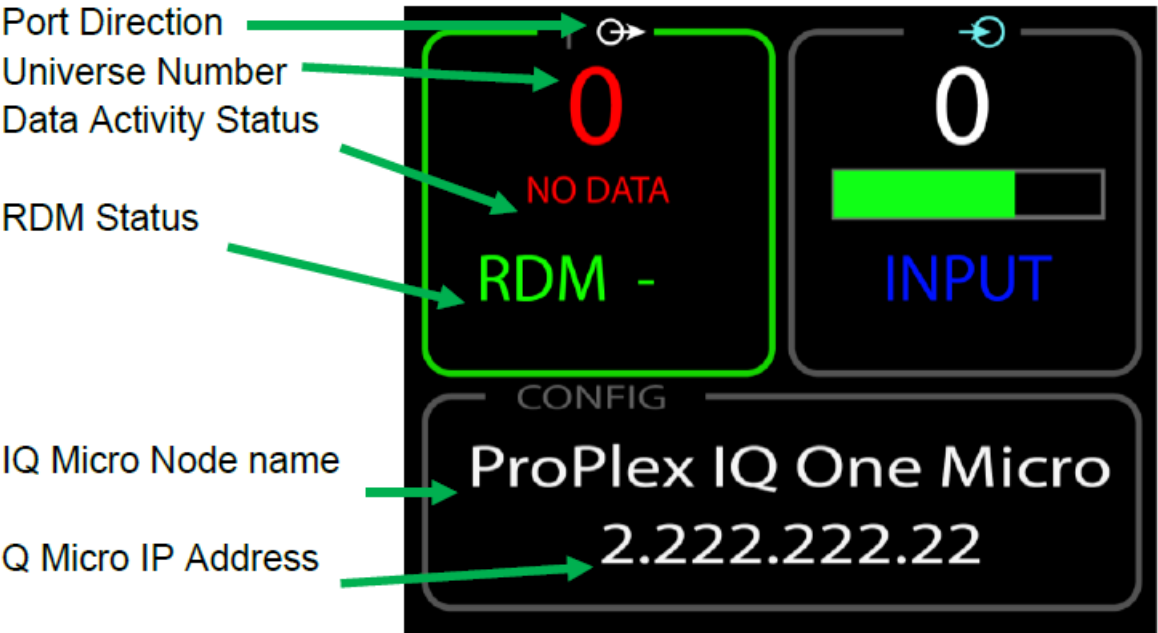 Port Direction
Universe Number
Data Activity Status
RDM Status
IQ Micro Node name
Q Micro IP Address
0
NO DATA
RDM -
0
INPUT
CONFIG
ProPlex IQ One Micro
2.222.222.22